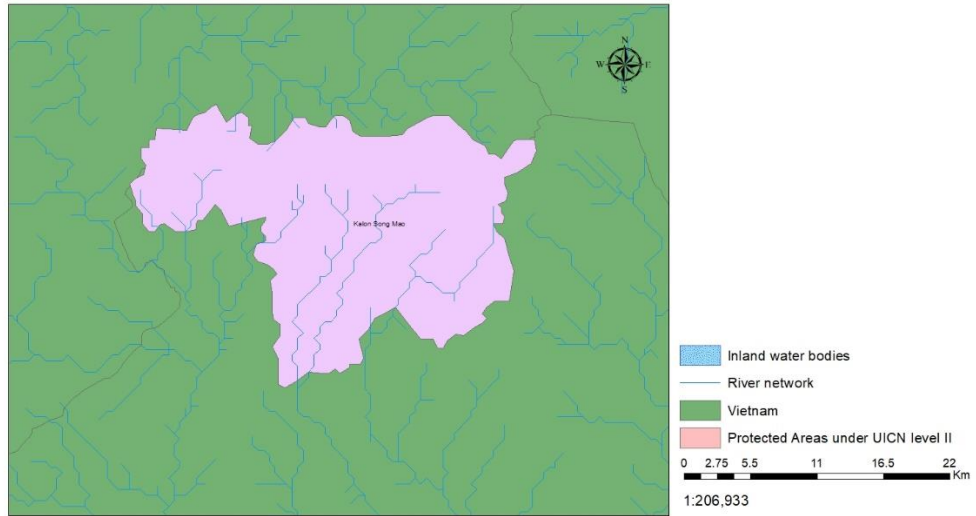 N
W E
S
Kalon Song Mao
Inland water bodies
River network
Vietnam
Protected Areas under UICN level II
0 2.75 5.5 11 16.5 22
Km
1:206,933